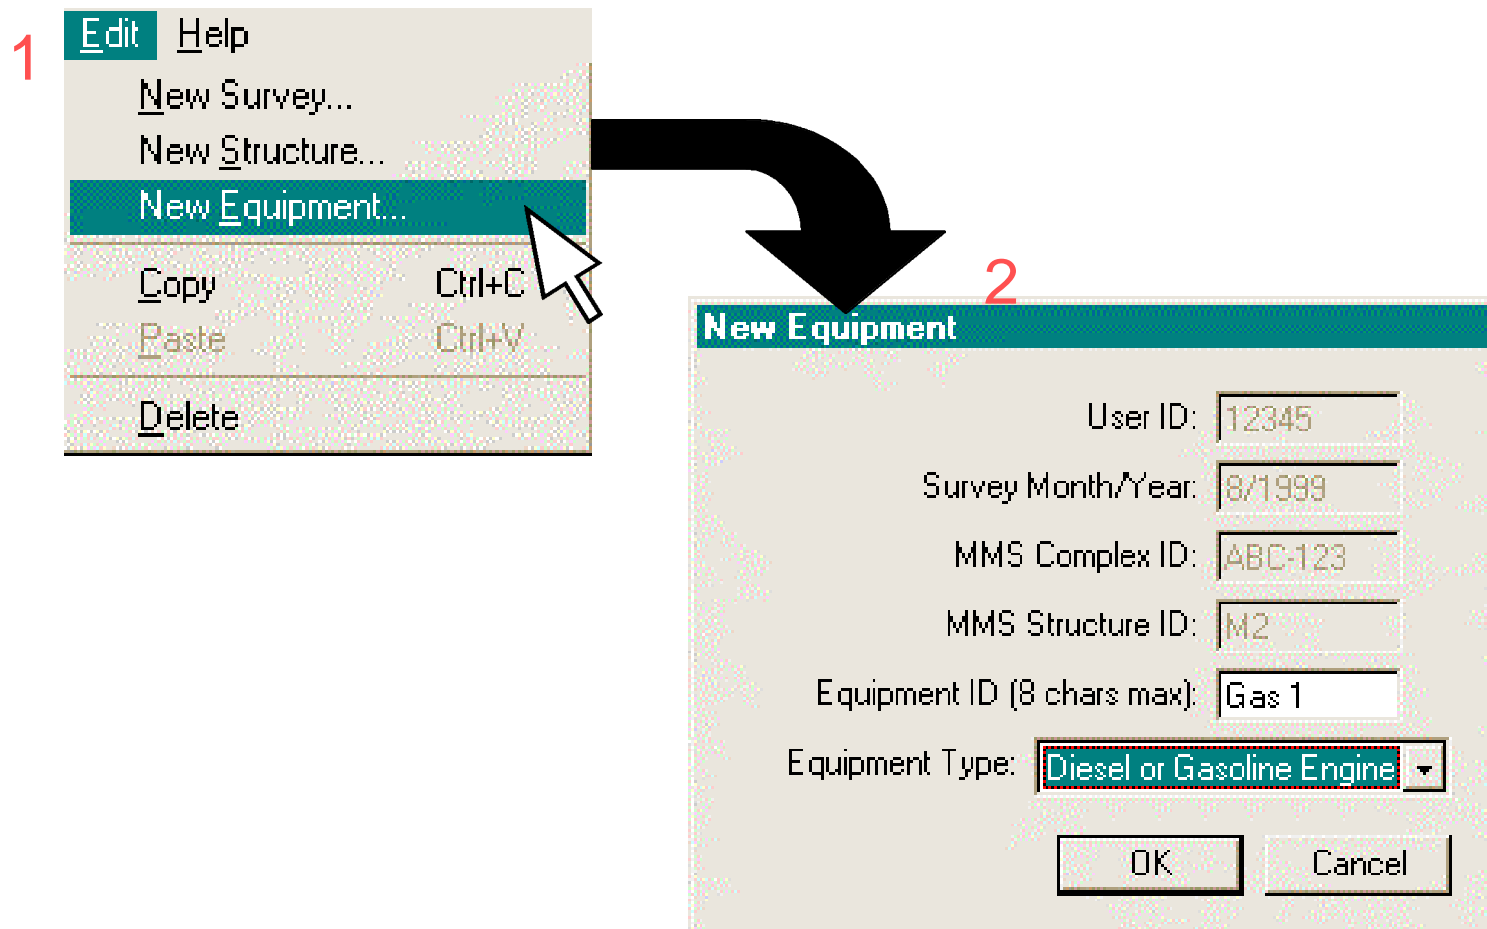 1
Edit Help
New Survey...
New Structure...
New Equipment...
Copy Ctrl+C
Paste Ctrl+V
Delete
2
New Equipment
User ID: 12345
Survey Month/Year: 8/1999
MMS Complex ID: ABC-123
MMS Structure ID: M2
Equipment ID (8 chars max): Gas 1
Equipment Type: Diesel or Gasoline Engine
OK Cancel